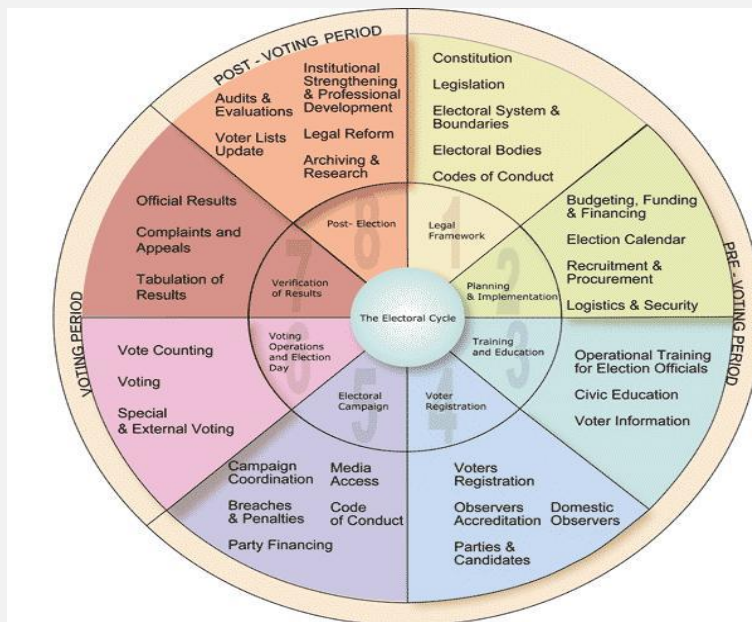 POST - VOTING PERIOD
PRE - VOTING PERIOD
VOTING PERIOD
The Electoral Cycle
1
Legal
Framework
Constitution
Legislation
Electoral System &
Boundaries
Electoral Bodies
Codes of Conduct
2
Planning
& Implementation
Budgeting, Funding
& Financing
Election Calendar
Recruitment &
Procurement
Logistics & Security
3
Training
and Education
Operational Training
for Election Officials
Civic Education
Voter Information
4
Voter
Registration
Voters
Registration
Observers
Accreditation
Domestic
Observers
Parties &
Candidates
5
Electoral
Campaign
Campaign
Coordination
Media
Access
Breaches
& Penalties
Code
of Conduct
Party Financing
6
Voting
Operations
and Election
Day
Vote Counting
Voting
Special
& External Voting
7
Verification
of Results
Official Results
Complaints and
Appeals
Tabulation of
Results
8
Post- Election
Audits &
Evaluations
Voter Lists
Update
Institutional
Strengthening
& Professional
Development
Legal Reform
Archiving &
Research